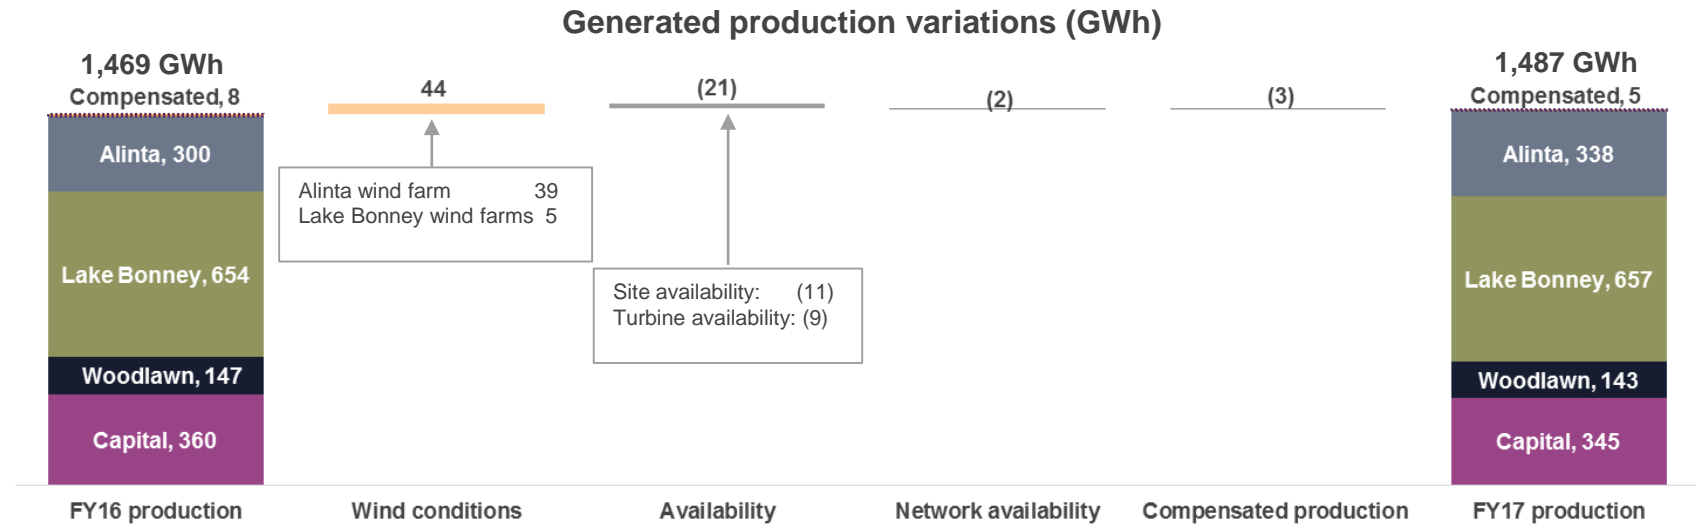 Generated production variations (GWh)
1,469 GWh
Compensated, 8
Alinta, 300
Lake Bonney, 654
Woodlawn, 147
Capital, 360
FY16 production
44
Alinta wind farm 39
Lake Bonney wind farms 5
Wind conditions
(21)
Site availability: (11)
Turbine availability: (9)
Availability
(2)
Network availability
(3)
Compensated production
1,487 GWh
Compensated, 5
Alinta, 338
Lake Bonney, 657
Woodlawn, 143
Capital, 345
FY17 production